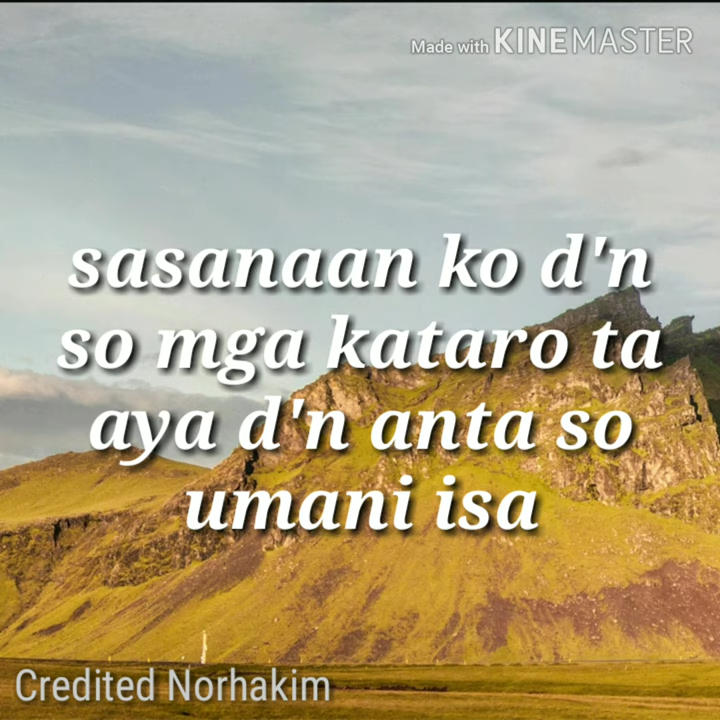 Made with KINEMASTER
sasanaan ko d'n
so mga kataro ta
aya d'n anta so
umani isa
Credited Norhakim